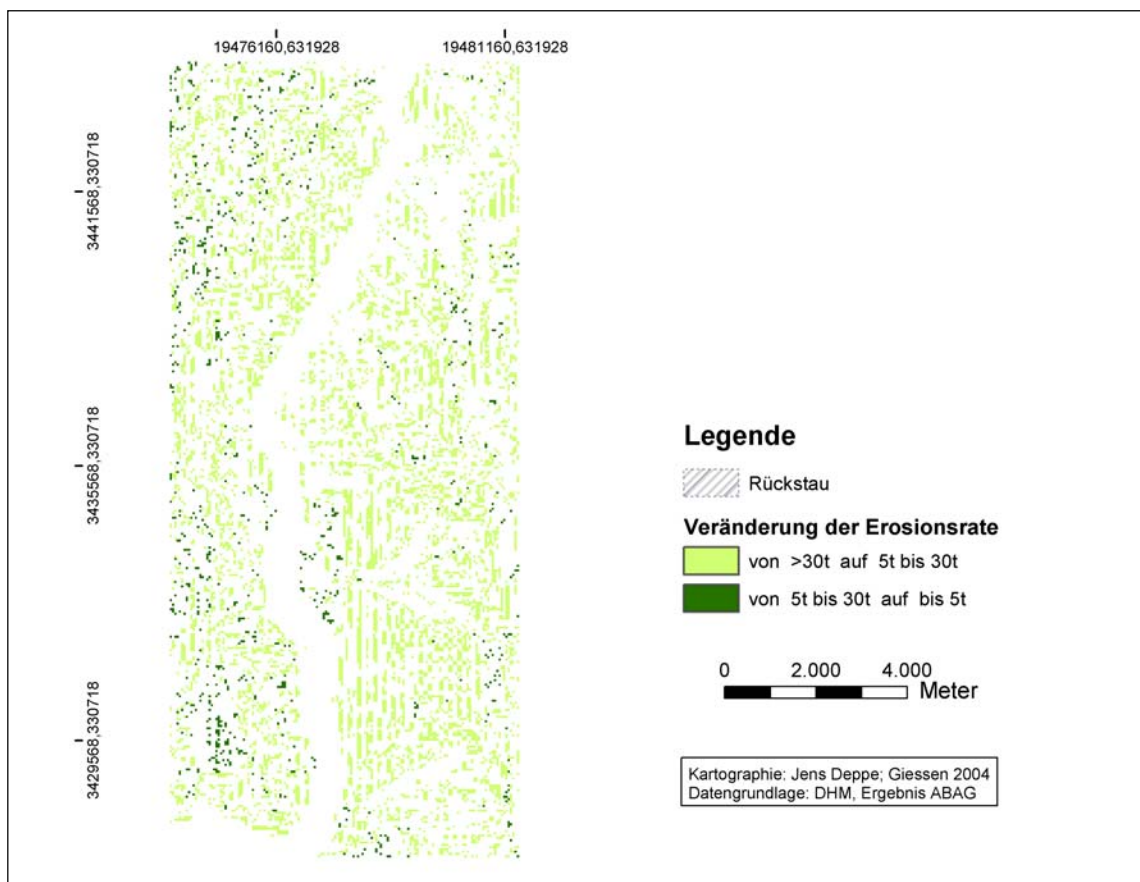 19476160,631928
19481160,631928
3441568,330718
3435568,330718
3429568,330718
Legende
Rückstau
Veränderung der Erosionsrate
von >30t auf 5t bis 30t
von 5t bis 30t auf bis 5t
0 2.000 4.000
Meter
Kartographie: Jens Deppe; Giessen 2004
Datengrundlage: DHM, Ergebnis ABAG